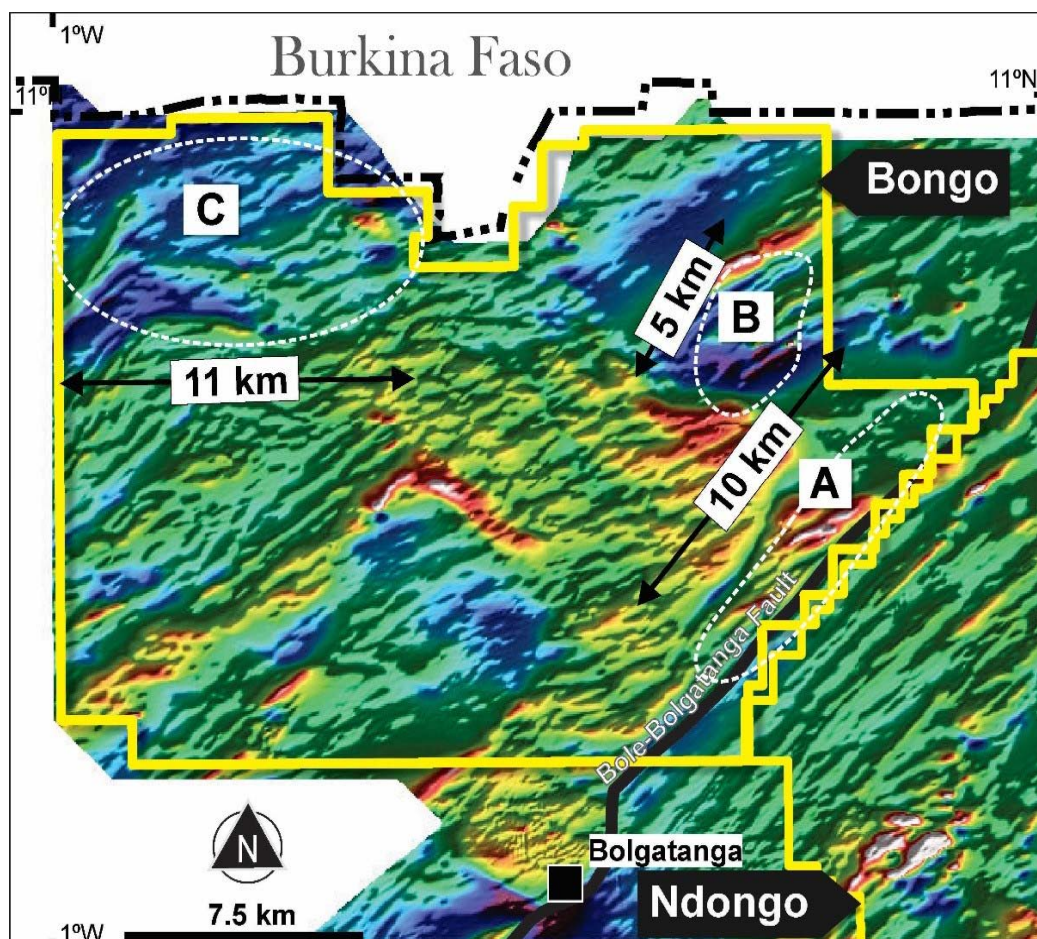 1ºW
Burkina Faso
11º
11ºN
Bongo
C
5 km
B
11 km
10 km
A
Bole-Bolgatanga Fault
N
Bolgatanga
7.5 km
Ndongo
1ºW